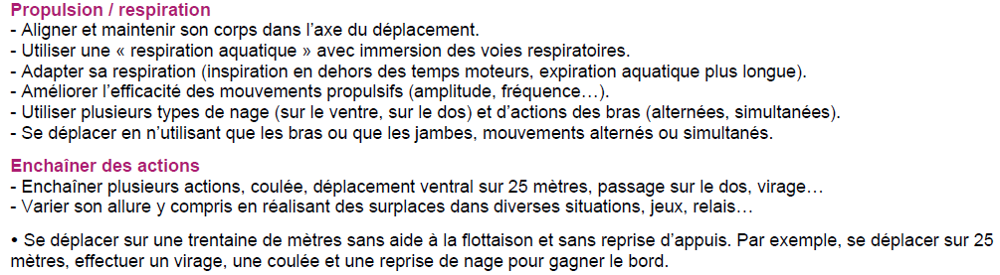 Propulsion / respiration
- Aligner et maintenir son corps dans l'axe du déplacement.
- Utiliser une « respiration aquatique » avec immersion des voies respiratoires.
- Adapter sa respiration (inspiration en dehors des temps moteurs, expiration aquatique plus longue).
- Améliorer l'efficacité des mouvements propulsifs (amplitude, fréquence…).
- Utiliser plusieurs types de nage (sur le ventre, sur le dos) et d'actions des bras (alternées, simultanées).
- Se déplacer en n'utilisant que les bras ou que les jambes, mouvements alternés ou simultanés.
Enchaîner des actions
- Enchaîner plusieurs actions, coulée, déplacement ventral sur 25 mètres, passage sur le dos, virage…
- Varier son allure y compris en réalisant des surplaces dans diverses situations, jeux, relais…
• Se déplacer sur une trentaine de mètres sans aide à la flottaison et sans reprise d'appuis. Par exemple, se déplacer sur 25
mètres, effectuer un virage, une coulée et une reprise de nage pour gagner le bord.